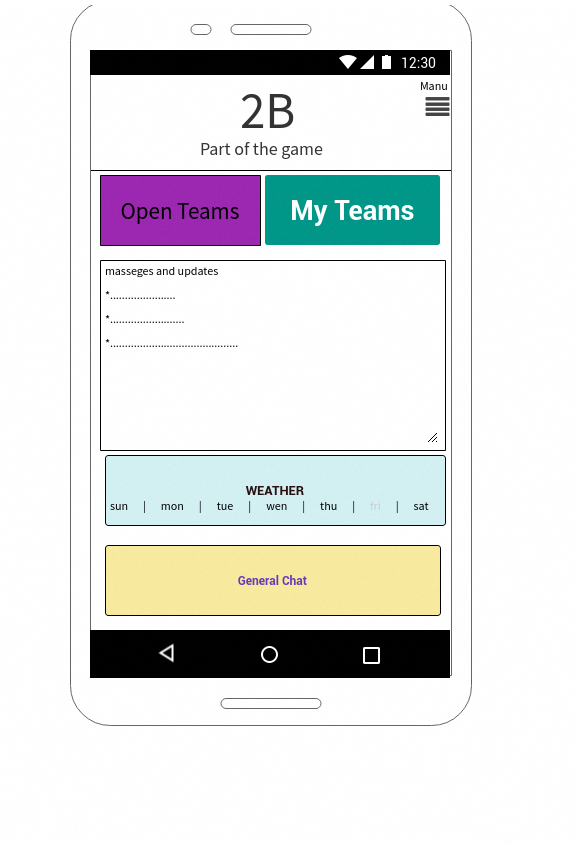 12:30
Manu
2B
Part of the game
Open Teams
My Teams
masseges and updates
*......................
*.........................
*...........................................
WEATHER
sun | mon | tue | wen | thu | fri | sat
General Chat